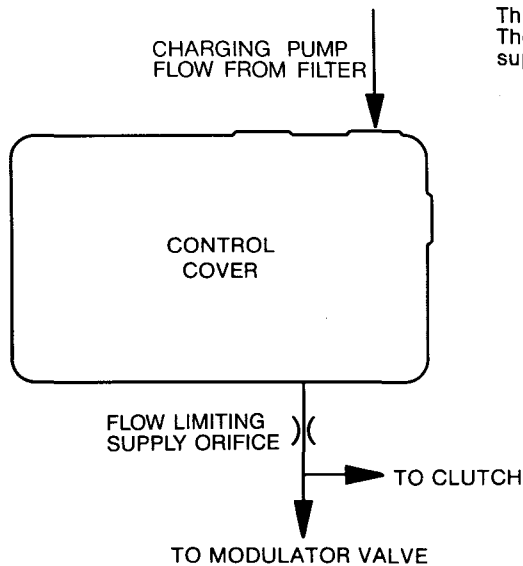 CHARGING PUMP
FLOW FROM FILTER
CONTROL
COVER
FLOW LIMITING
SUPPLY ORIFICE
TO CLUTCH
TO MODULATOR VALVE